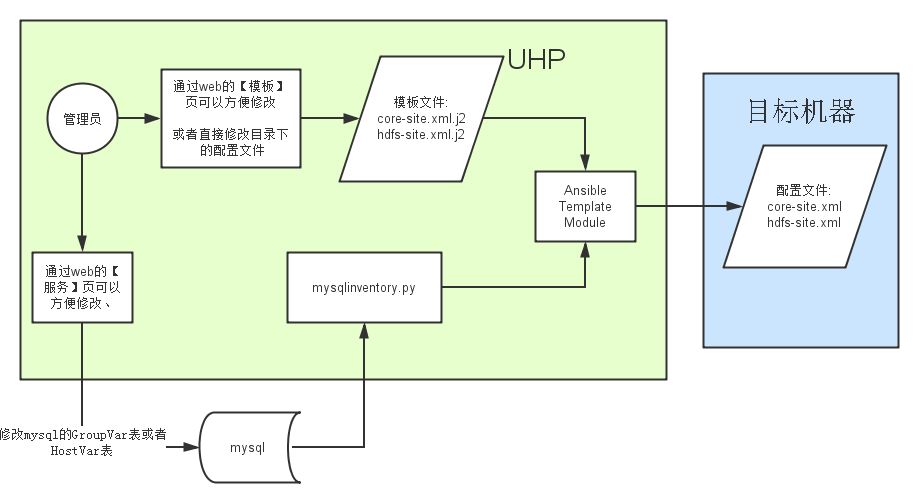 UHP
管理员
通过web的【模板】
页可以方便修改
或者直接修改目录下
的配置文件
模板文件:
core-site.xml.j2
hdfs-site.xml.j2
目标机器
配置文件:
core-site.xml
hdfs-site.xml
Ansible
Template
Module
通过web的【
服务】页可以
方便修改、
mysqlinventory.py
修改mysql的GroupVar表或者
HostVar表
mysql